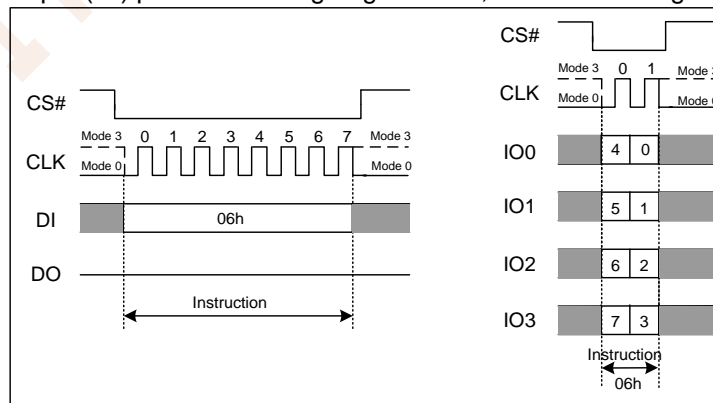 CS#
Mode 3 0 1 2 3 4 5 6 7 Mode 3
CLK
Mode 0 Mode 0
DI 06h
DO
Instruction
CS#
Mode 3 0 1 Mode
CLK
Mode 0 Mode
IO0 4 0
IO1 5 1
IO2 6 2
IO3 7 3
Instruction
06h